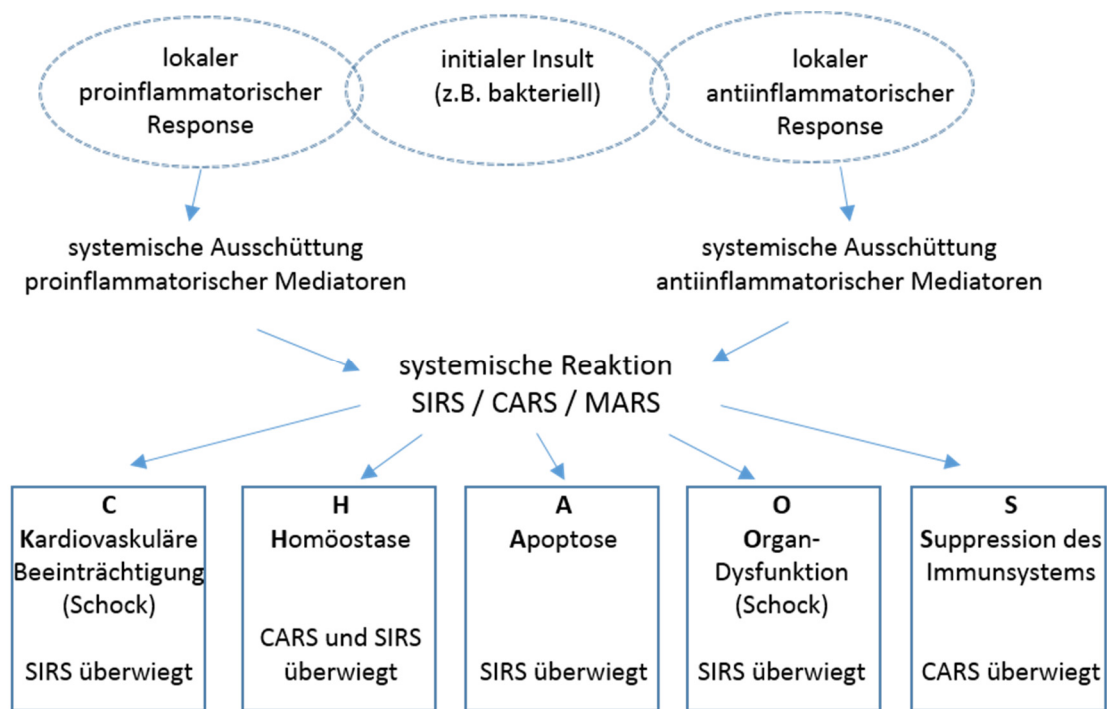 lokaler
proinflammatorischer
Response
initialer Insult
(z.B. bakteriell)
lokaler
antiinflammatorischer
Response
systemische Ausschüttung
proinflammatorischer Mediatoren
systemische Ausschüttung
antiinflammatorischer Mediatoren
systemische Reaktion
SIRS / CARS / MARS
C
Kardiovaskuläre
Beeinträchtigung
(Schock)
SIRS überwiegt
H
Homöostase
CARS und SIRS
überwiegt
A
Apoptose
SIRS überwiegt
O
Organ-
Dysfunktion
(Schock)
SIRS überwiegt
S
Suppression des
Immunsystems
CARS überwiegt